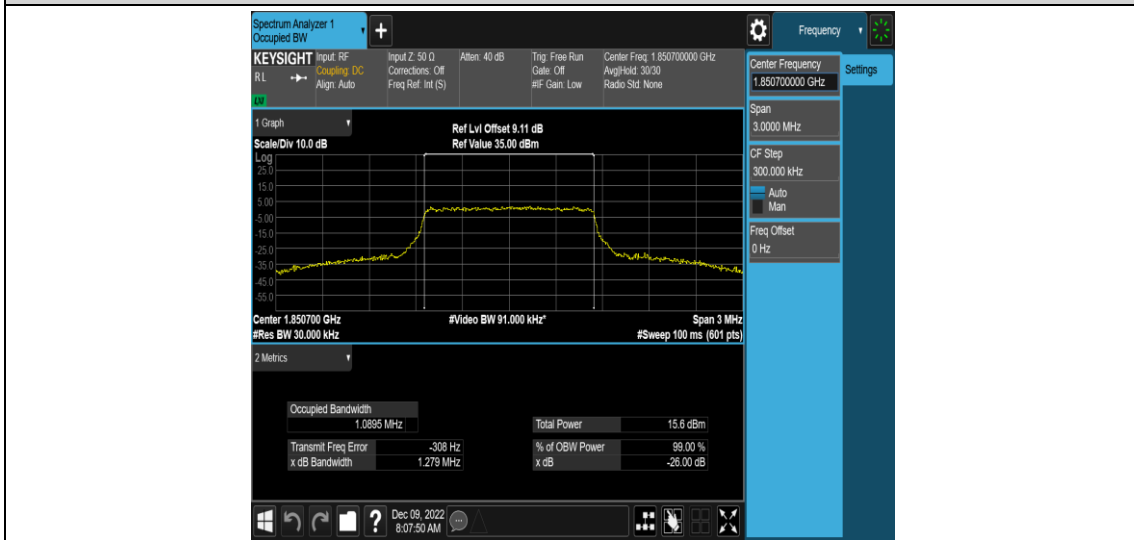 Spectrum Analyzer 1
Occupied BW
+
Frequency
KEYSIGHT
RL
LXI
Input: RF
Coupling: DC
Align: Auto
Input Z: 50 Ω
Corrections: Off
Freq Ref: Int (S)
Atten: 40 dB
Trig: Free Run
Gate: Off
#IF Gain: Low
Center Freq: 1.850700000 GHz
Avg|Hold: 30/30
Radio Std: None
Center Frequency
1.850700000 GHz
Settings
Span
3.0000 MHz
CF Step
300.000 kHz
Auto
Man
Freq Offset
0 Hz
1 Graph
Scale/Div 10.0 dB
Ref Lvl Offset 9.11 dB
Ref Value 35.00 dBm
Log
25.0
15.0
5.00
-5.00
-15.0
-25.0
-35.0
-45.0
-55.0
Center 1.850700 GHz
#Video BW 91.000 kHz*
Span 3 MHz
#Res BW 30.000 kHz
#Sweep 100 ms (601 pts)
2 Metrics
Occupied Bandwidth
1.0895 MHz
Total Power 15.6 dBm
Transmit Freq Error -308 Hz
% of OBW Power 99.00 %
x dB Bandwidth 1.279 MHz
x dB -26.00 dB
?
Dec 09, 2022
8:07:50 AM